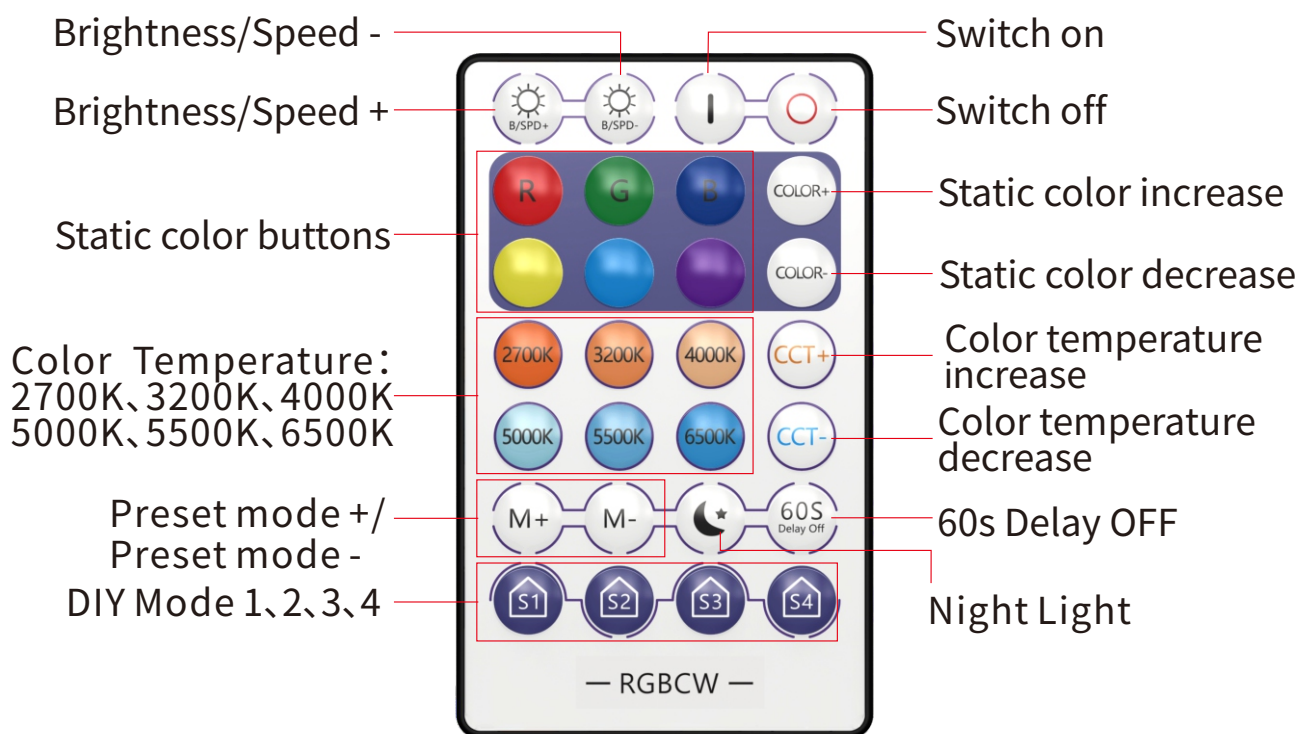 Brightness/Speed -
Switch on
Brightness/Speed +
B/SPD+
B/SPD-
Switch off
R
G
B
COLOR+
Static color increase
Static color buttons
COLOR-
Static color decrease
Color Temperature：
2700K、3200K、4000K
5000K、5500K、6500K
2700K
3200K
4000K
CCT+
Color temperature
increase
5000K
5500K
6500K
CCT-
Color temperature
decrease
Preset mode +/
Preset mode -
M+
M-
60S
Delay Off
60s Delay OFF
DIY Mode 1、2、3、4
S1
S2
S3
S4
Night Light
— RGBCW —